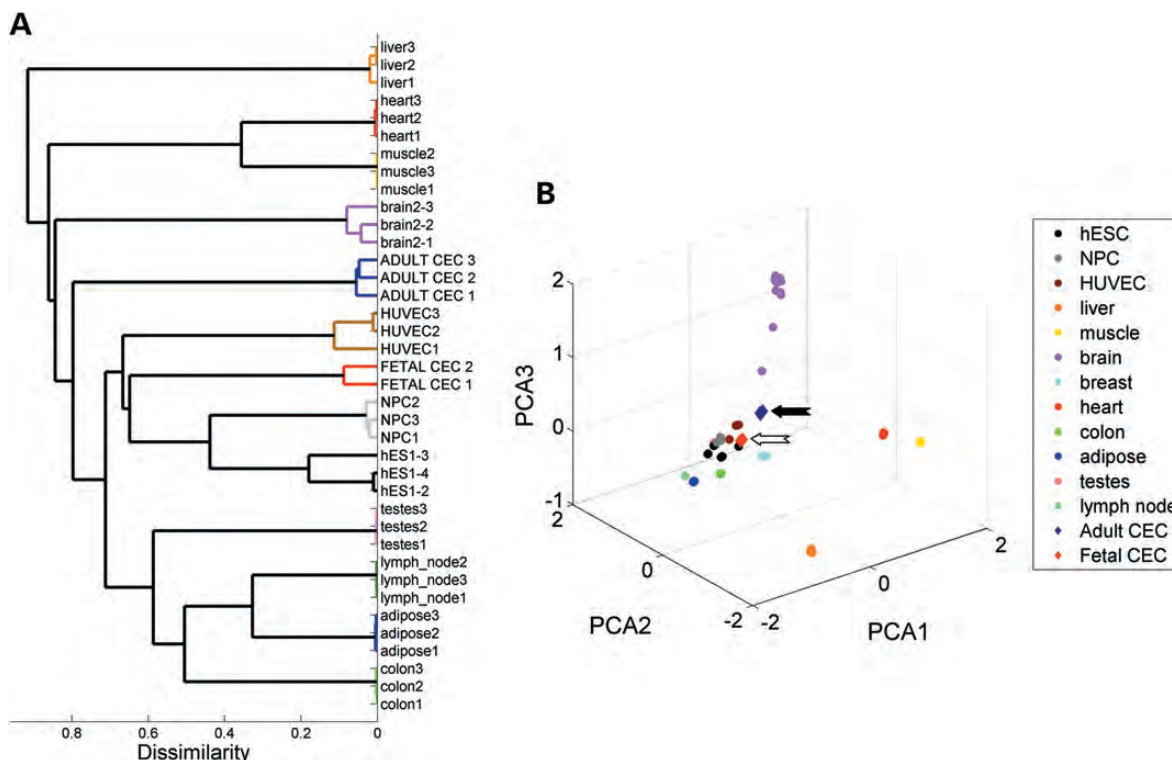 A
liver3
liver2
liver1
heart3
heart2
heart1
muscle2
muscle3
muscle1
brain2-3
brain2-2
brain2-1
ADULT CEC 3
ADULT CEC 2
ADULT CEC 1
HUVEC3
HUVEC2
HUVEC1
FETAL CEC 2
FETAL CEC 1
NPC2
NPC3
NPC1
hES1-3
hES1-4
hES1-2
testes3
testes2
testes1
lymph_node2
lymph_node3
lymph_node1
adipose3
adipose2
adipose1
colon3
colon2
colon1
0.8 0.6 0.4 0.2 0
Dissimilarity
B
2
1
0
-1
PCA3
2
0
-2
PCA2
-2
0
2
PCA1
hESC
NPC
HUVEC
liver
muscle
brain
breast
heart
colon
adipose
testes
lymph node
Adult CEC
Fetal CEC